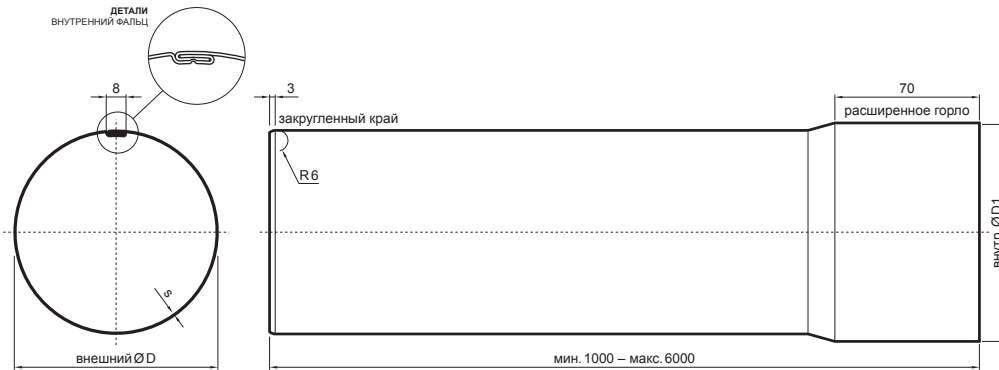 ДЕТАЛИ
ВНУТРЕННИЙ ФАЛЬЦ
8
3
70
закругленный край
расширенное горло
R6
внутр. ØD1
s
внешний ØD
мин. 1000 – макс. 6000